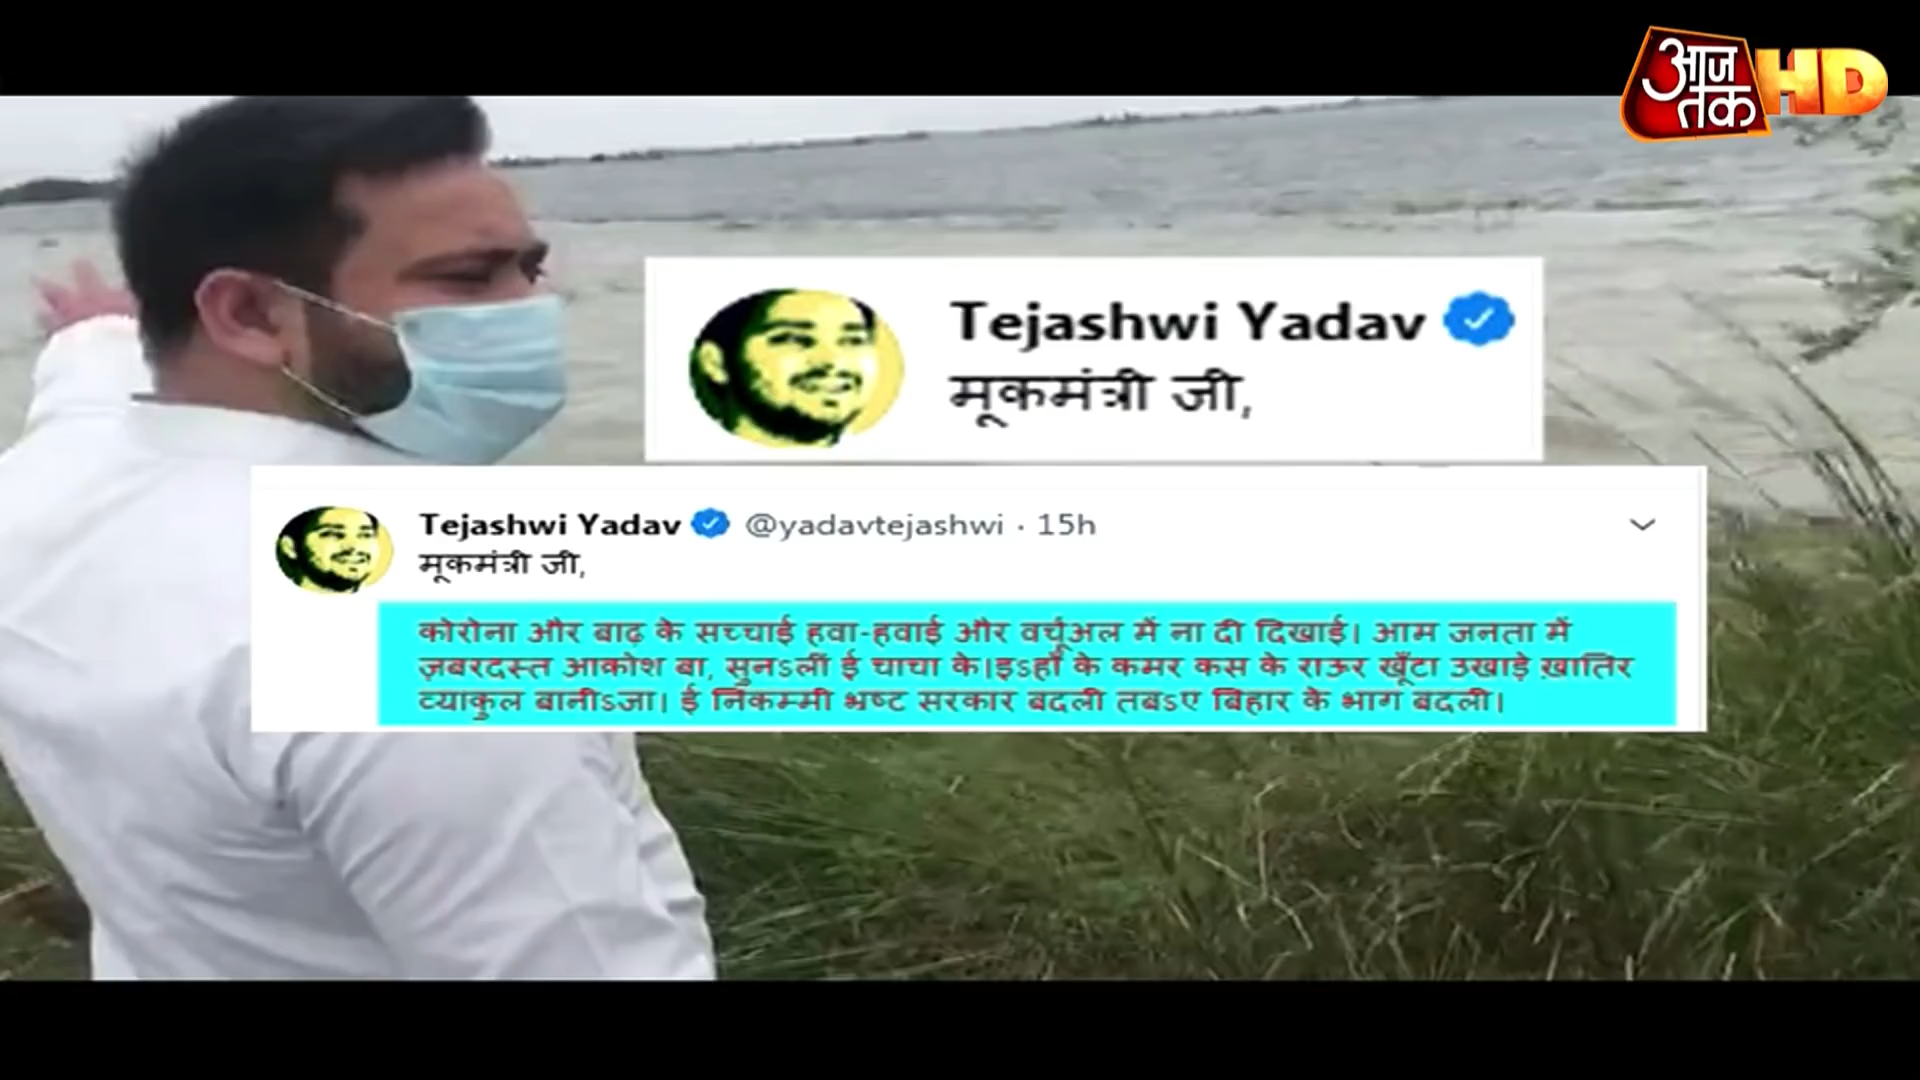 आज
तक HD
Tejashwi Yadav
मूकमंत्री जी,
Tejashwi Yadav @yadavtejashwi · 15h
मूकमंत्री जी,
कोरोना और बाढ़ के सच्चाई हवा-हवाई और वर्चूअल में ना दी दिखाई। आम जनता में
ज़बरदस्त आक्रोश बा, सुनऽलीं ई चाचा के।इऽहाँ के कमर कस के राऊर खूँटा उखाड़े ख़ातिर
व्याकुल बानीऽजा। ई निकम्मी भ्रष्ट सरकार बदली तबऽए बिहार के भाग बदली।